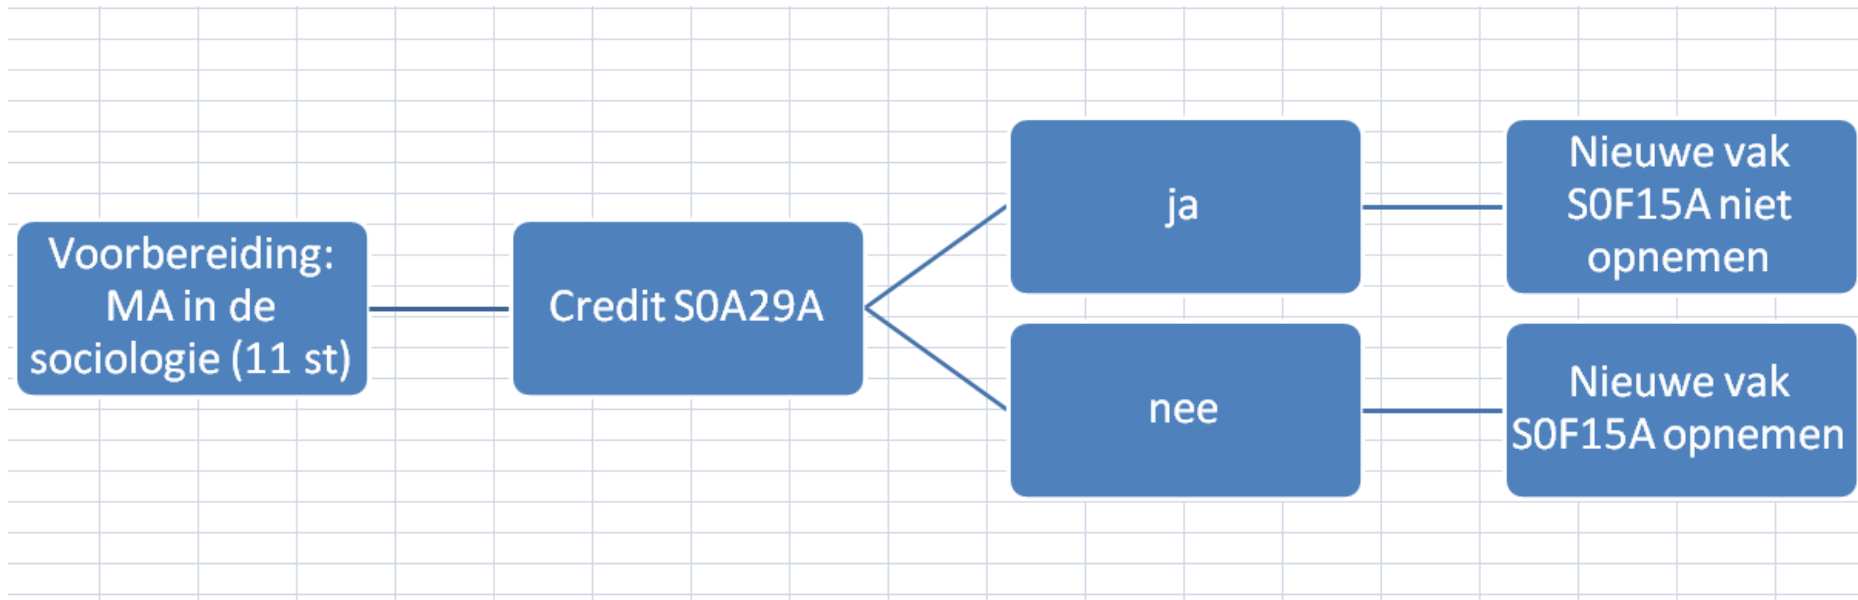 Voorbereiding:
MA in de
sociologie (11 st)
Credit S0A29A
ja
Nieuwe vak
S0F15A niet
opnemen
nee
Nieuwe vak
S0F15A opnemen